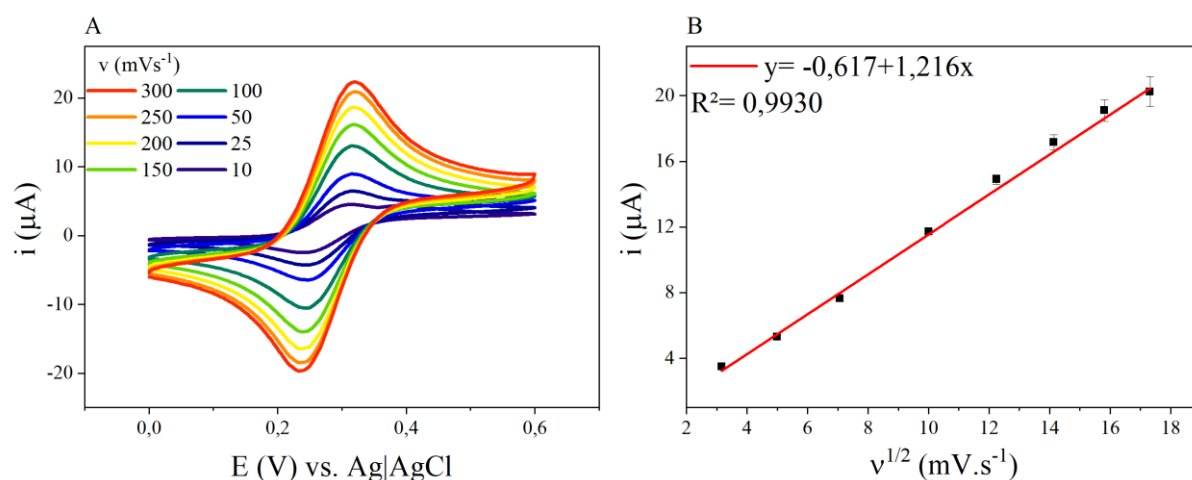 A
v (mVs⁻¹)
300 100
250 50
200 25
150 10
20
10
0
-10
-20
i (µA)
0,0 0,2 0,4 0,6
E (V) vs. Ag|AgCl
B
y= -0,617+1,216x
R²= 0,9930
20
16
12
8
4
i (µA)
2 4 6 8 10 12 14 16 18
ν¹ᐟ² (mV.s⁻¹)